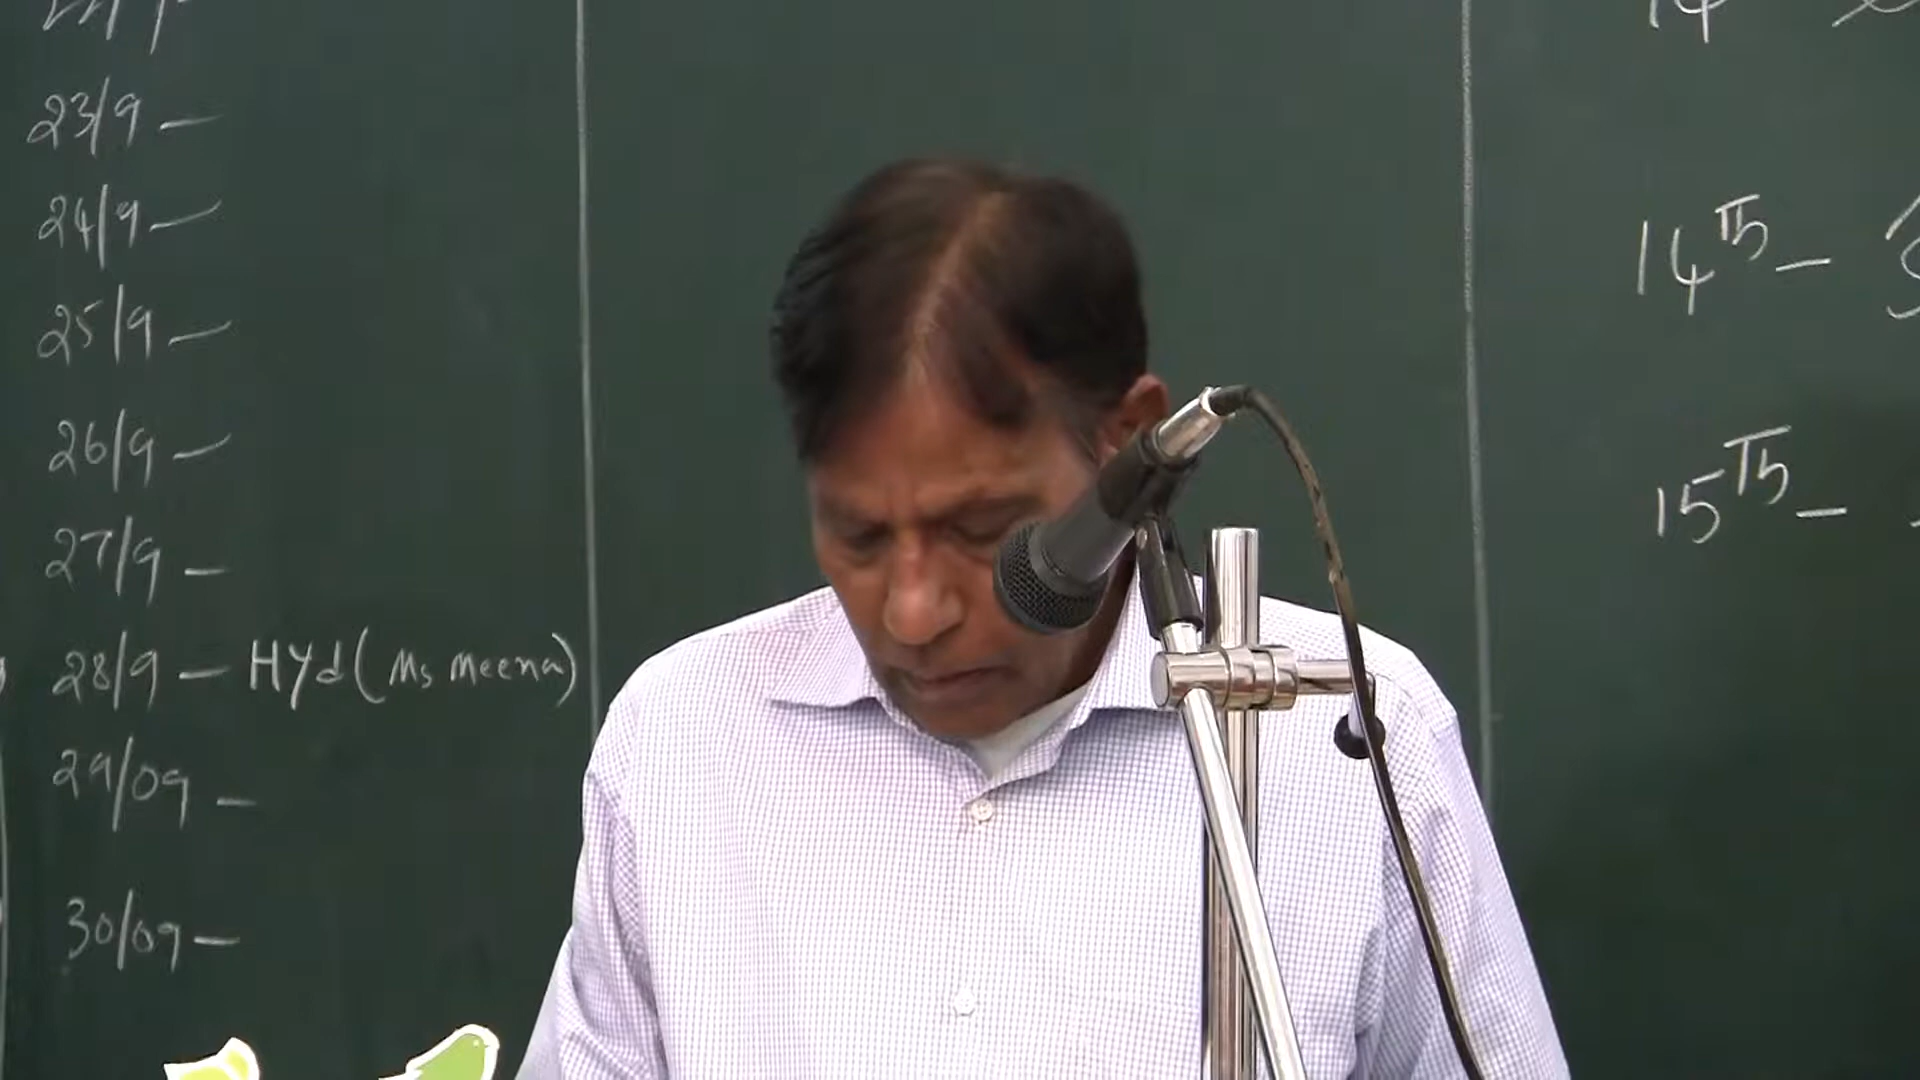 23/9 -
24/9 -
25/9 -
26/9 -
27/9 -
28/9 - Hyd (Ms Meena)
29/09 -
30/09 -
14
14th -
15th -